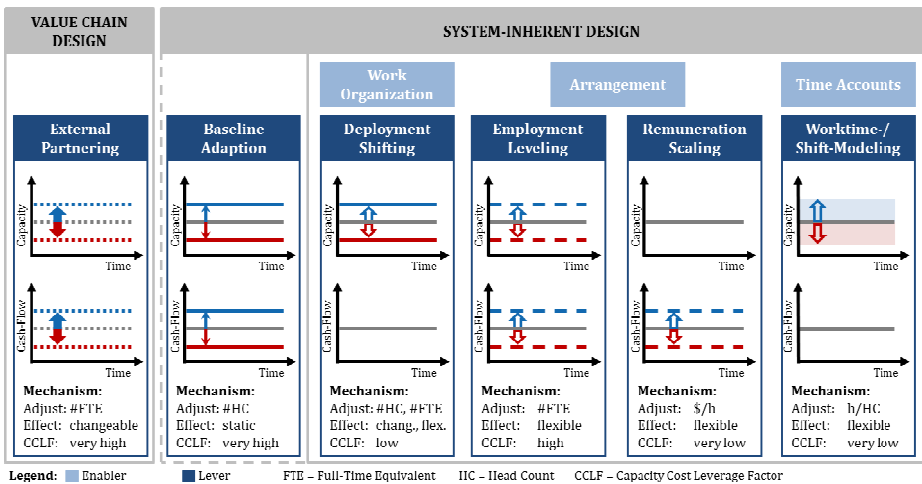 VALUE CHAIN
DESIGN
SYSTEM-INHERENT DESIGN
Work
Organization
Arrangement
Time Accounts
External
Partnering
Capacity
Time
Cash-Flow
Time
Mechanism:
Adjust: #FTE
Effect: changeable
CCLF: very high
Baseline
Adaption
Capacity
Time
Cash-Flow
Time
Mechanism:
Adjust: #HC
Effect: static
CCLF: very high
Deployment
Shifting
Capacity
Time
Cash-Flow
Time
Mechanism:
Adjust: #HC, #FTE
Effect: chang., flex.
CCLF: low
Employment
Leveling
Capacity
Time
Cash-Flow
Time
Mechanism:
Adjust: #FTE
Effect: flexible
CCLF: high
Remuneration
Scaling
Capacity
Time
Cash-Flow
Time
Mechanism:
Adjust: $/h
Effect: flexible
CCLF: very low
Worktime-/
Shift-Modeling
Capacity
Time
Cash-Flow
Time
Mechanism:
Adjust: h/HC
Effect: flexible
CCLF: very low
Legend: Enabler Lever FTE – Full-Time Equivalent HC – Head Count CCLF – Capacity Cost Leverage Factor